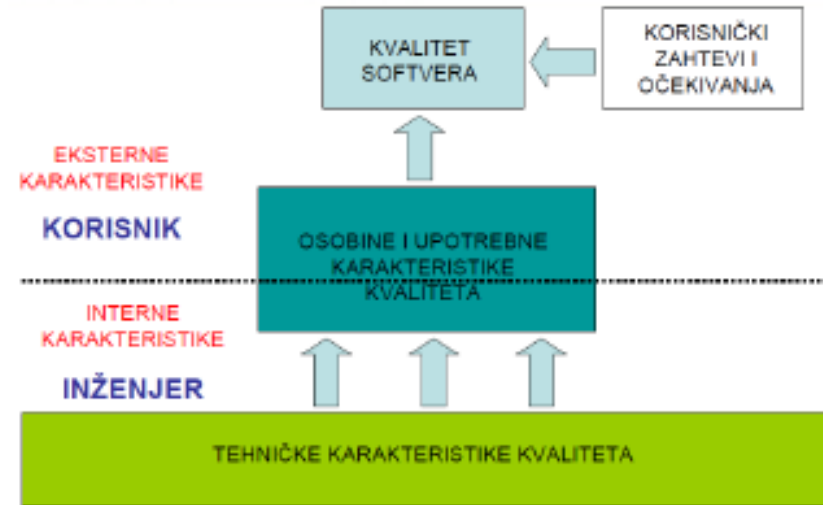 KVALITET
SOFTVERA
KORISNIČKI
ZAHTEVI I
OČEKIVANJA
EKSTERNE
KARAKTERISTIKE
KORISNIK
OSOBINE I UPOTREBNE
KARAKTERISTIKE
KVALITETA
INTERNE
KARAKTERISTIKE
INŽENJER
TEHNIČKE KARAKTERISTIKE KVALITETA